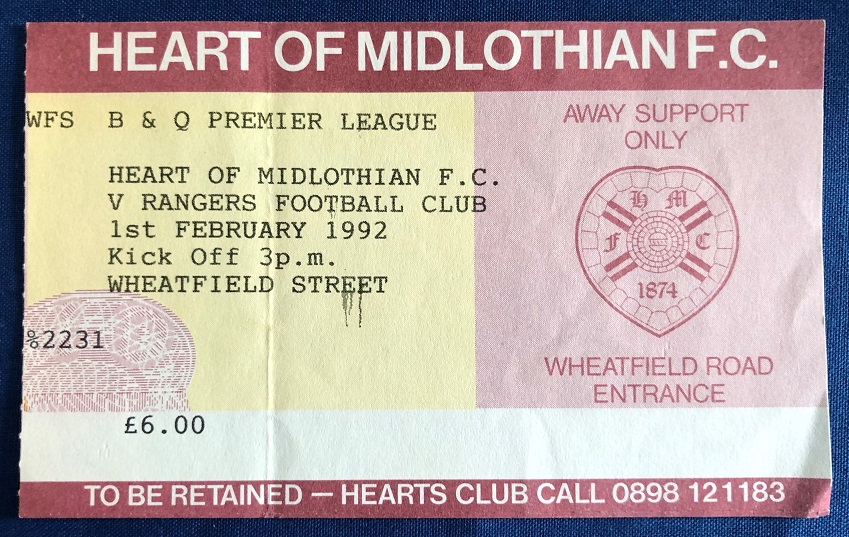 HEART OF MIDLOTHIAN F.C.
WFS B & Q PREMIER LEAGUE
HEART OF MIDLOTHIAN F.C.
V RANGERS FOOTBALL CLUB
1st FEBRUARY 1992
Kick Off 3p.m.
WHEATFIELD STREET
%2231
£6.00
AWAY SUPPORT
ONLY
H M
F C
1874
WHEATFIELD ROAD
ENTRANCE
TO BE RETAINED — HEARTS CLUB CALL 0898 121183